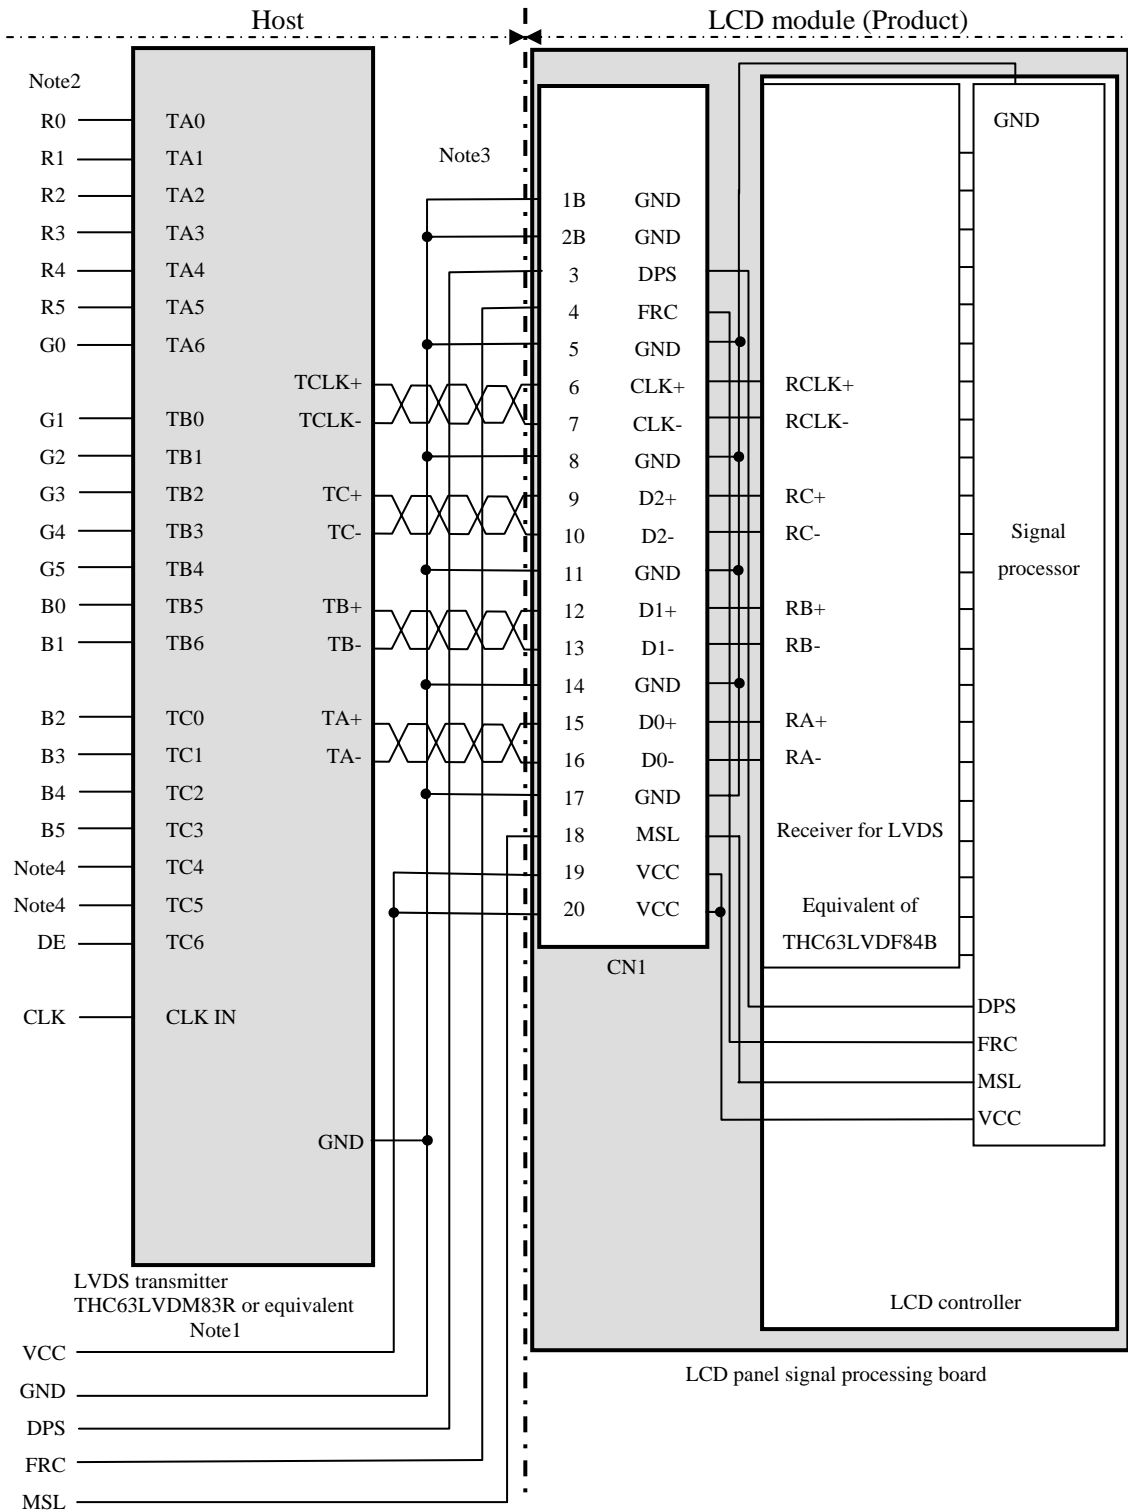 Host
LCD module (Product)
Note2
R0 TA0
R1 TA1
R2 TA2
R3 TA3
R4 TA4
R5 TA5
G0 TA6
G1 TB0
G2 TB1
G3 TB2
G4 TB3
G5 TB4
B0 TB5
B1 TB6
B2 TC0
B3 TC1
B4 TC2
B5 TC3
Note4 TC4
Note4 TC5
DE TC6
CLK CLK IN
TCLK+
TCLK-
TC+
TC-
TB+
TB-
TA+
TA-
GND
Note3
1B GND
2B GND
3 DPS
4 FRC
5 GND
6 CLK+
7 CLK-
8 GND
9 D2+
10 D2-
11 GND
12 D1+
13 D1-
14 GND
15 D0+
16 D0-
17 GND
18 MSL
19 VCC
20 VCC
CN1
RCLK+
RCLK-
RC+
RC-
RB+
RB-
RA+
RA-
Receiver for LVDS
Equivalent of
THC63LVDF84B
GND
Signal
processor
DPS
FRC
MSL
VCC
LCD controller
LCD panel signal processing board
LVDS transmitter
THC63LVDM83R or equivalent
Note1
VCC
GND
DPS
FRC
MSL